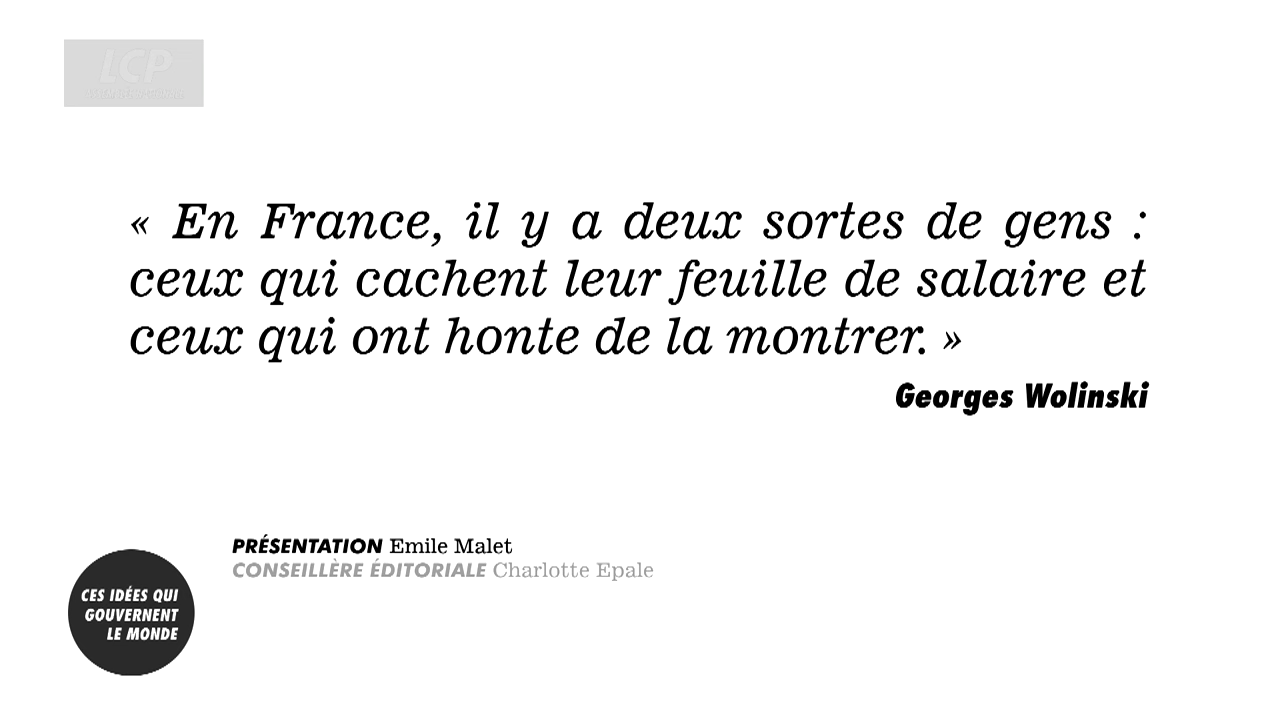 LCP
« En France, il y a deux sortes de gens :
ceux qui cachent leur feuille de salaire et
ceux qui ont honte de la montrer. »
Georges Wolinski
PRÉSENTATION Emile Malet
CONSEILLÈRE ÉDITORIALE Charlotte Epale
CES IDÉES QUI
GOUVERNENT
LE MONDE